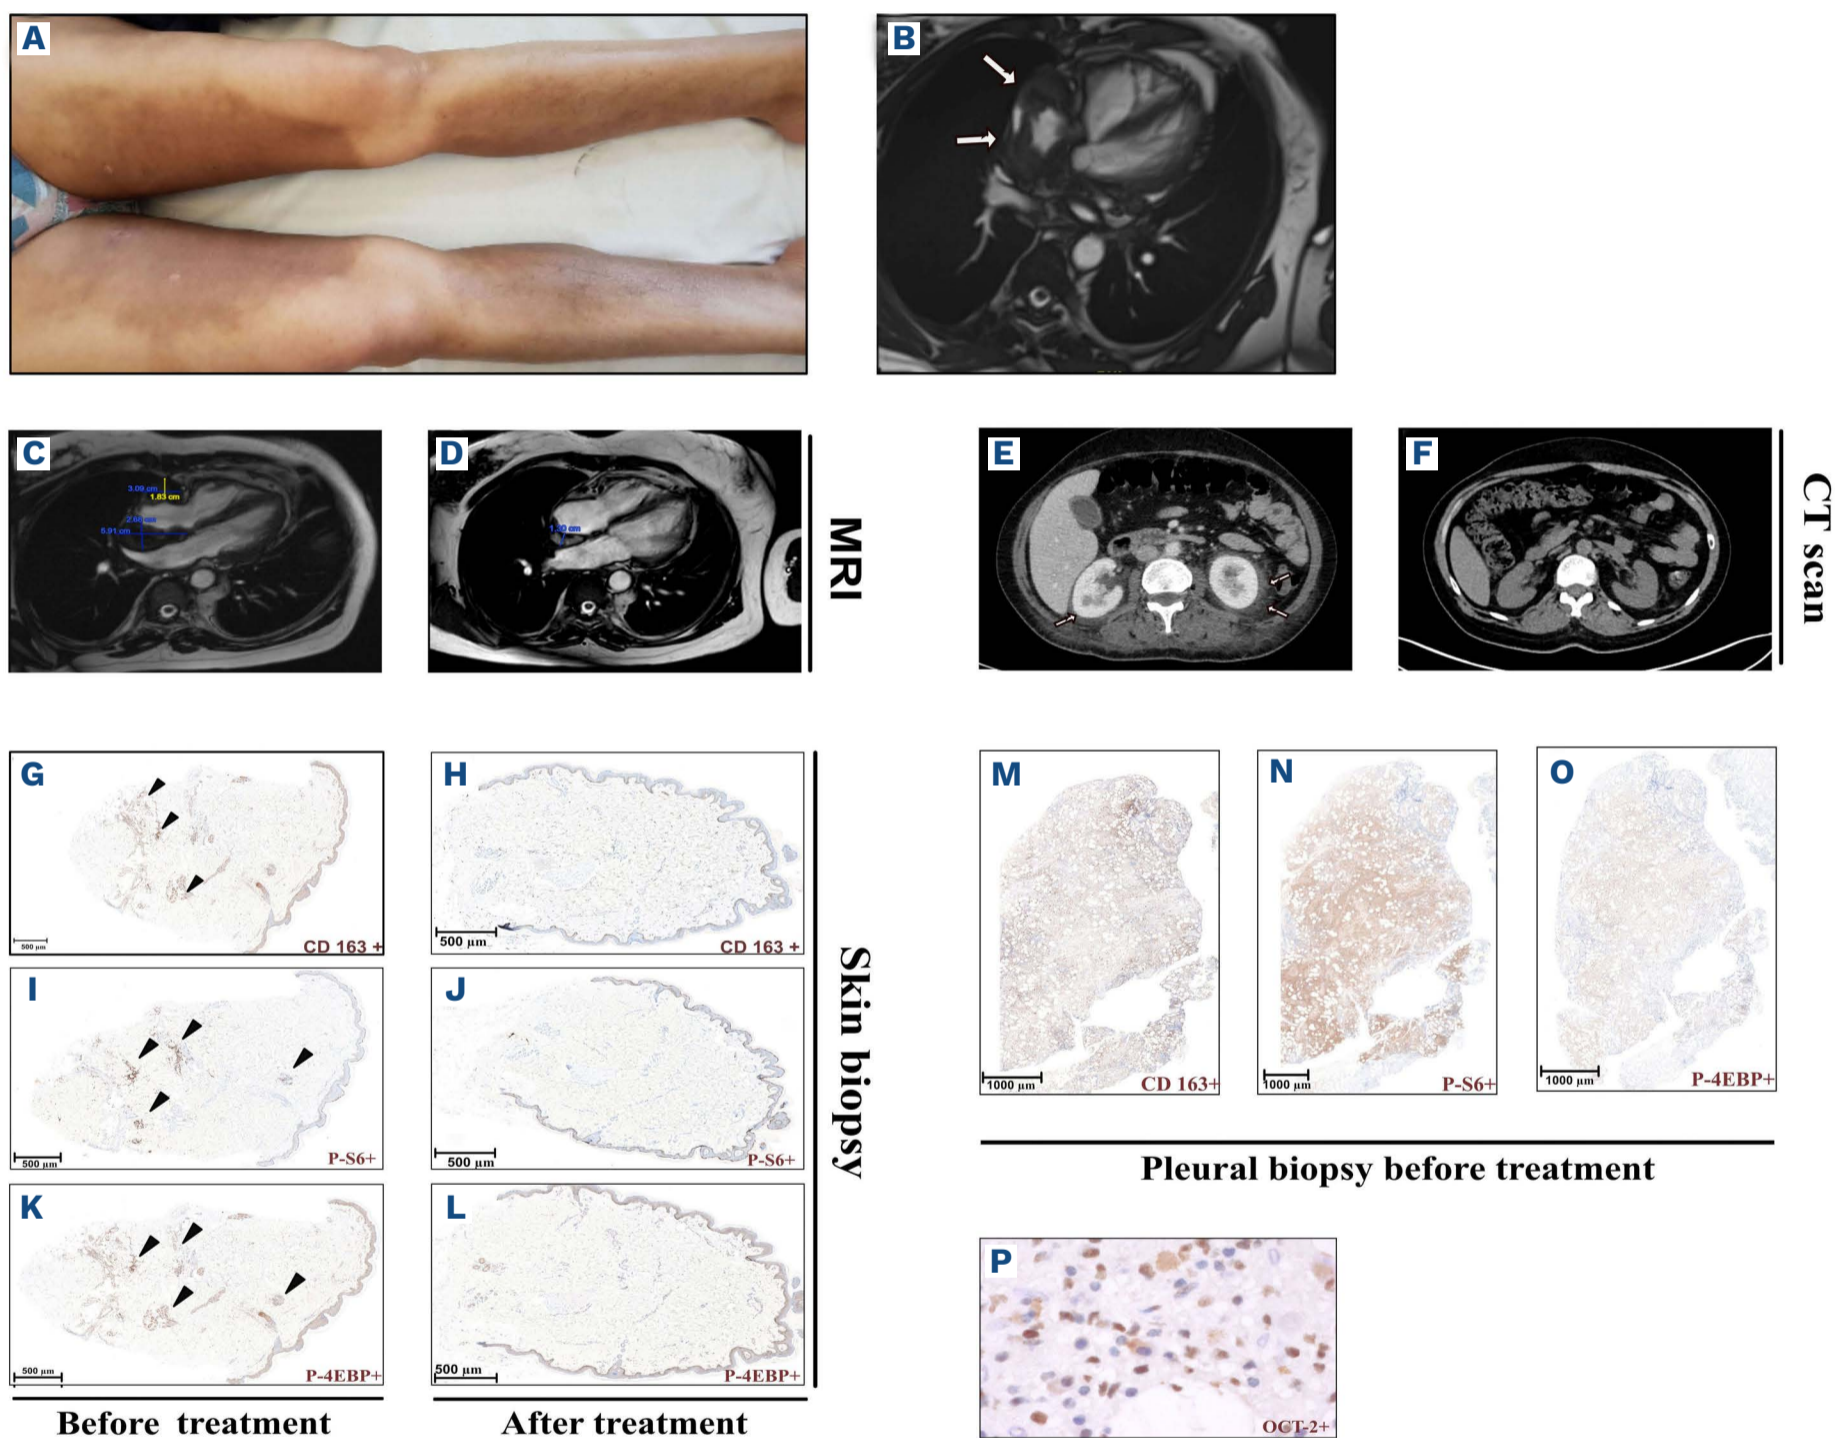 A
B
C
3.09 cm
1.83 cm
5.91 cm
D
MRI
E
F
CT scan
G
500 µm
CD 163 +
H
500 µm
CD 163 +
I
500 µm
P-S6+
J
500 µm
P-S6+
K
500 µm
P-4EBP+
L
500 µm
P-4EBP+
Skin biopsy
Before treatment
After treatment
M
1000 µm
CD 163+
N
1000 µm
P-S6+
O
1000 µm
P-4EBP+
Pleural biopsy before treatment
P
OCT-2+